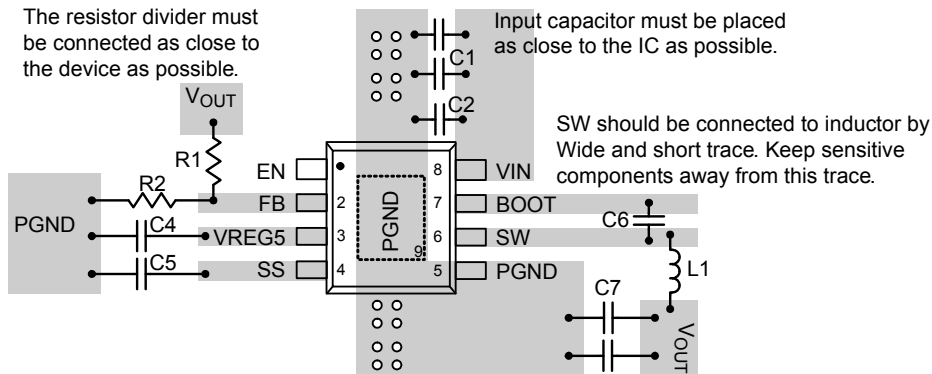 The resistor divider must
be connected as close to
the device as possible.
Input capacitor must be placed
as close to the IC as possible.
C1
C2
VOUT
R1
SW should be connected to inductor by
Wide and short trace. Keep sensitive
components away from this trace.
EN
8 VIN
R2
FB 2
7 BOOT
PGND
PGND
9
C4
VREG5 3
6 SW
C6
C5
SS 4
5 PGND
L1
C7
VOUT